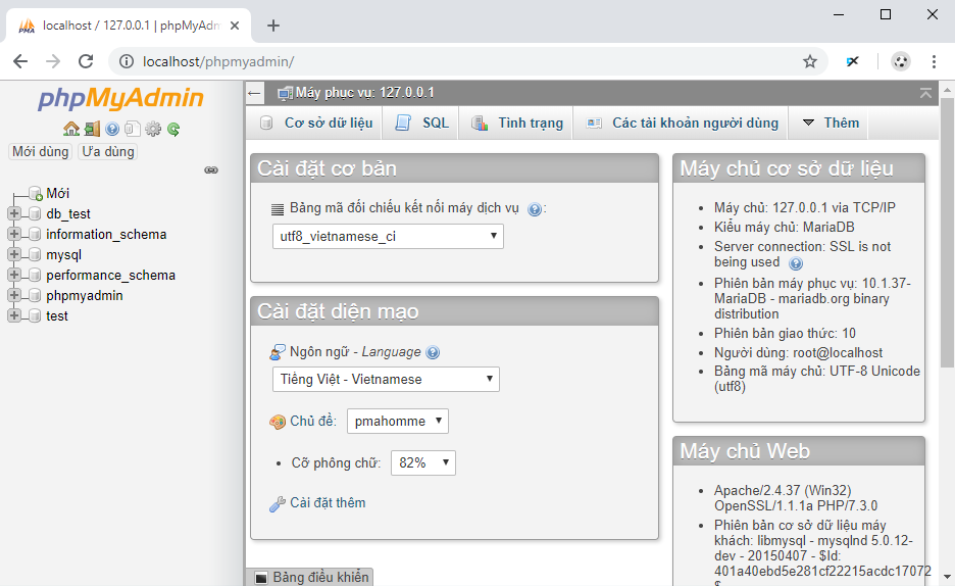 localhost / 127.0.0.1 | phpMyAdm
localhost/phpmyadmin/
phpMyAdmin
Mới dùng Ưa dùng
Mới
db_test
information_schema
mysql
performance_schema
phpmyadmin
test
Máy phục vụ: 127.0.0.1
Cơ sở dữ liệu SQL Tình trạng Các tài khoản người dùng Thêm
Cài đặt cơ bản
Bảng mã đối chiếu kết nối máy dịch vụ :
utf8_vietnamese_ci
Cài đặt diện mạo
Ngôn ngữ - Language
Tiếng Việt - Vietnamese
Chủ đề: pmahomme
Cỡ phông chữ: 82%
Cài đặt thêm
Máy chủ cơ sở dữ liệu
Máy chủ: 127.0.0.1 via TCP/IP
Kiểu máy chủ: MariaDB
Server connection: SSL is not
being used
Phiên bản máy phục vụ: 10.1.37-
MariaDB - mariadb.org binary
distribution
Phiên bản giao thức: 10
Người dùng: root@localhost
Bảng mã máy chủ: UTF-8 Unicode
(utf8)
Máy chủ Web
Apache/2.4.37 (Win32)
OpenSSL/1.1.1a PHP/7.3.0
Phiên bản cơ sở dữ liệu máy
khách: libmysql - mysqlnd 5.0.12-
dev - 20150407 - $Id:
401a40ebd5e281cf22215acdc17072
Bảng điều khiển